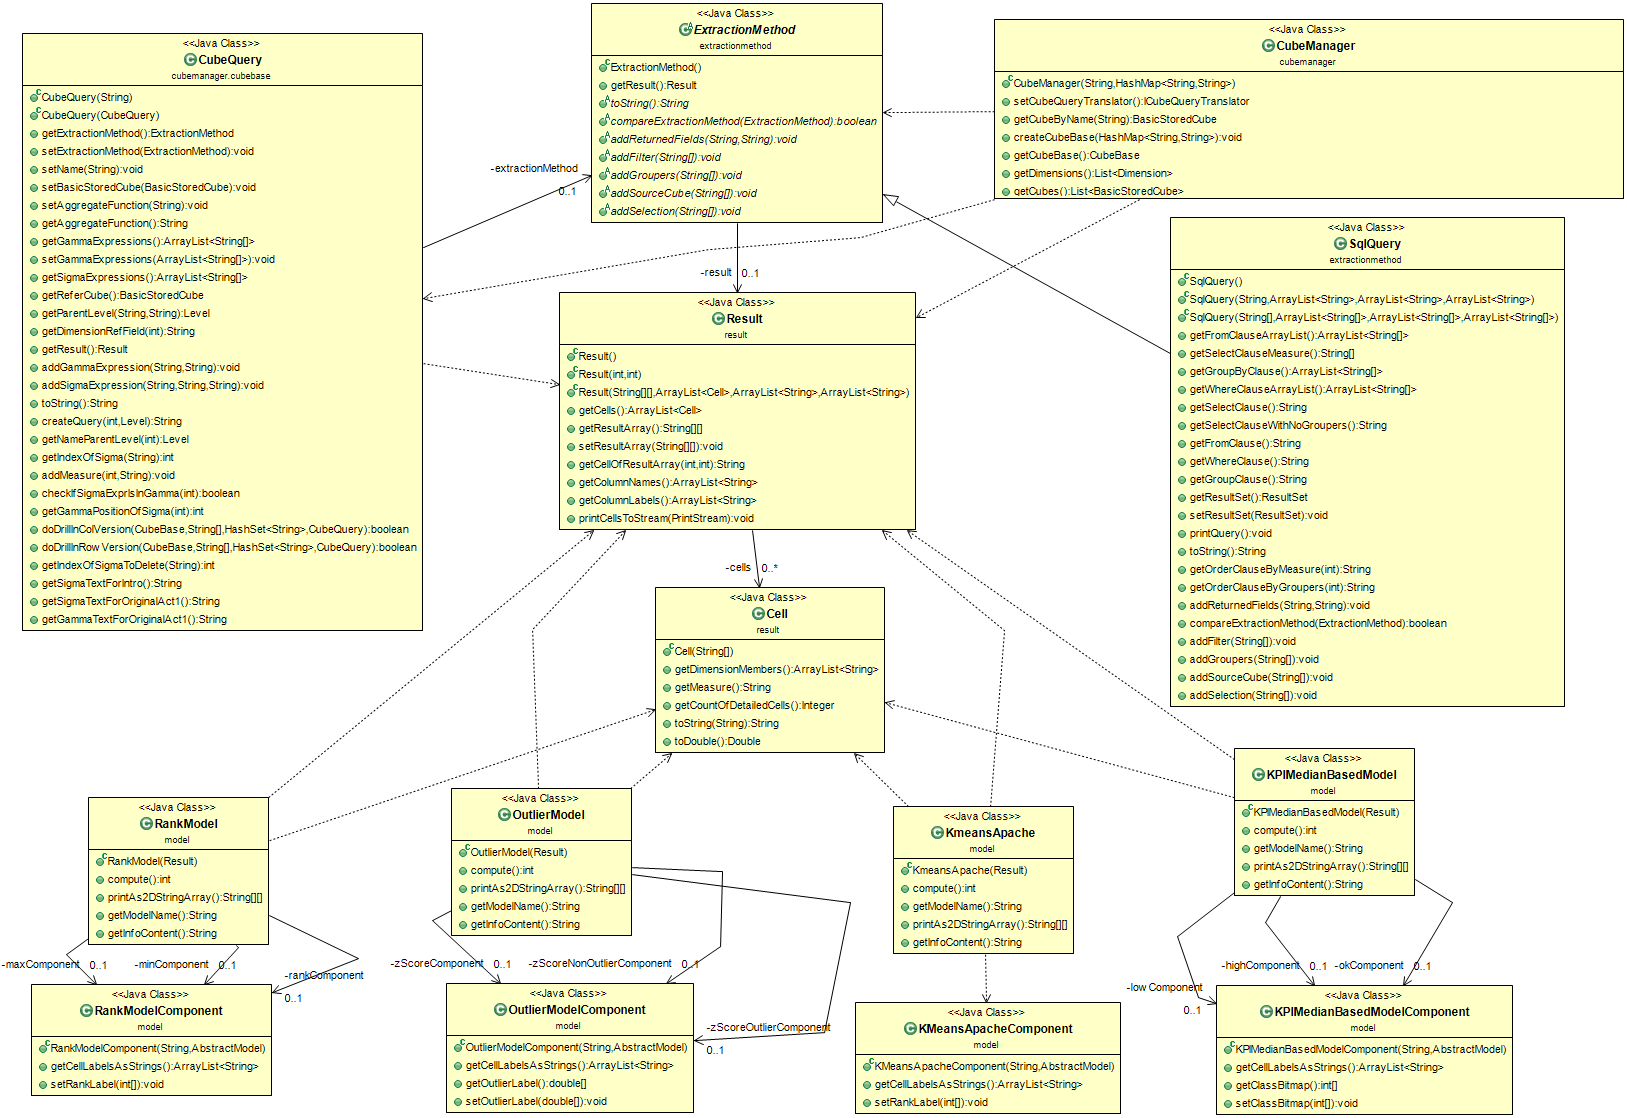 <<Java Class>>
CubeQuery
cubemanager.cubebase
CubeQuery(String)
CubeQuery(CubeQuery)
getExtractionMethod():ExtractionMethod
setExtractionMethod(ExtractionMethod):void
setName(String):void
setBasicStoredCube(BasicStoredCube):void
setAggregateFunction(String):void
getAggregateFunction():String
getGammaExpressions():ArrayList<String[]>
setGammaExpressions(ArrayList<String[]>):void
getSigmaExpressions():ArrayList<String[]>
getReferCube():BasicStoredCube
getParentLevel(String,String):Level
getDimensionRefField(int):String
getResult():Result
addGammaExpression(String,String):void
addSigmaExpression(String,String,String):void
toString():String
createQuery(int,Level):String
getNameParentLevel(int):Level
getIndexOfSigma(String):int
addMeasure(int,String):void
checkIfSigmaExprIsInGamma(int):boolean
getGammaPositionOfSigma(int):int
doDrillInColVersion(CubeBase,String[],HashSet<String>,CubeQuery):boolean
doDrillInRowVersion(CubeBase,String[],HashSet<String>,CubeQuery):boolean
getIndexOfSigmaToDelete(String):int
getSigmaTextForIntro():String
getSigmaTextForOriginalAct1():String
getGammaTextForOriginalAct1():String
-extractionMethod
0..1
<<Java Class>>
ExtractionMethod
extractionmethod
ExtractionMethod()
getResult():Result
toString():String
compareExtractionMethod(ExtractionMethod):boolean
addReturnedFields(String,String):void
addFilter(String[]):void
addGroupers(String[]):void
addSourceCube(String[]):void
addSelection(String[]):void
<<Java Class>>
CubeManager
cubemanager
CubeManager(String,HashMap<String,String>)
setCubeQueryTranslator():ICubeQueryTranslator
getCubeByName(String):BasicStoredCube
createCubeBase(HashMap<String,String>):void
getCubeBase():CubeBase
getDimensions():List<Dimension>
getCubes():List<BasicStoredCube>
<<Java Class>>
SqlQuery
extractionmethod
SqlQuery()
SqlQuery(String,ArrayList<String>,ArrayList<String>,ArrayList<String>)
SqlQuery(String[],ArrayList<String[]>,ArrayList<String[]>,ArrayList<String[]>)
getFromClauseArrayList():ArrayList<String[]>
getSelectClauseMeasure():String[]
getGroupByClause():ArrayList<String[]>
getWhereClauseArrayList():ArrayList<String[]>
getSelectClause():String
getSelectClauseWithNoGroupers():String
getFromClause():String
getWhereClause():String
getGroupClause():String
getResultSet():ResultSet
setResultSet(ResultSet):void
printQuery():void
toString():String
getOrderClauseByMeasure(int):String
getOrderClauseByGroupers(int):String
addReturnedFields(String,String):void
compareExtractionMethod(ExtractionMethod):boolean
addFilter(String[]):void
addGroupers(String[]):void
addSourceCube(String[]):void
addSelection(String[]):void
-result
0..1
<<Java Class>>
Result
result
Result()
Result(int,int)
Result(String[][],ArrayList<Cell>,ArrayList<String>,ArrayList<String>)
getCells():ArrayList<Cell>
getResultArray():String[][]
setResultArray(String[][]):void
getCellOfResultArray(int,int):String
getColumnNames():ArrayList<String>
getColumnLabels():ArrayList<String>
printCellsToStream(PrintStream):void
-cells
0..*
<<Java Class>>
Cell
result
Cell(String[])
getDimensionMembers():ArrayList<String>
getMeasure():String
getCountOfDetailedCells():Integer
toString(String):String
toDouble():Double
<<Java Class>>
RankModel
model
RankModel(Result)
compute():int
printAs2DStringArray():String[][]
getModelName():String
getInfoContent():String
<<Java Class>>
OutlierModel
model
OutlierModel(Result)
compute():int
printAs2DStringArray():String[][]
getModelName():String
getInfoContent():String
<<Java Class>>
KmeansApache
model
KmeansApache(Result)
compute():int
getModelName():String
printAs2DStringArray():String[][]
getInfoContent():String
<<Java Class>>
KPIMedianBasedModel
model
KPIMedianBasedModel(Result)
compute():int
getModelName():String
printAs2DStringArray():String[][]
getInfoContent():String
-maxComponent
0..1
-minComponent
0..1
-rankComponent
0..1
-zScoreComponent
0..1
-zScoreNonOutlierComponent
0..1
-zScoreOutlierComponent
0..1
-highComponent
0..1
-okComponent
0..1
-lowComponent
0..1
<<Java Class>>
RankModelComponent
model
RankModelComponent(String,AbstractModel)
getCellLabelsAsStrings():ArrayList<String>
setRankLabel(int[]):void
<<Java Class>>
OutlierModelComponent
model
OutlierModelComponent(String,AbstractModel)
getCellLabelsAsStrings():ArrayList<String>
getOutlierLabel():double[]
setOutlierLabel(double[]):void
<<Java Class>>
KMeansApacheComponent
model
KMeansApacheComponent(String,AbstractModel)
getCellLabelsAsStrings():ArrayList<String>
setRankLabel(int[]):void
<<Java Class>>
KPIMedianBasedModelComponent
model
KPIMedianBasedModelComponent(String,AbstractModel)
getCellLabelsAsStrings():ArrayList<String>
getClassBitmap():int[]
setClassBitmap(int[]):void